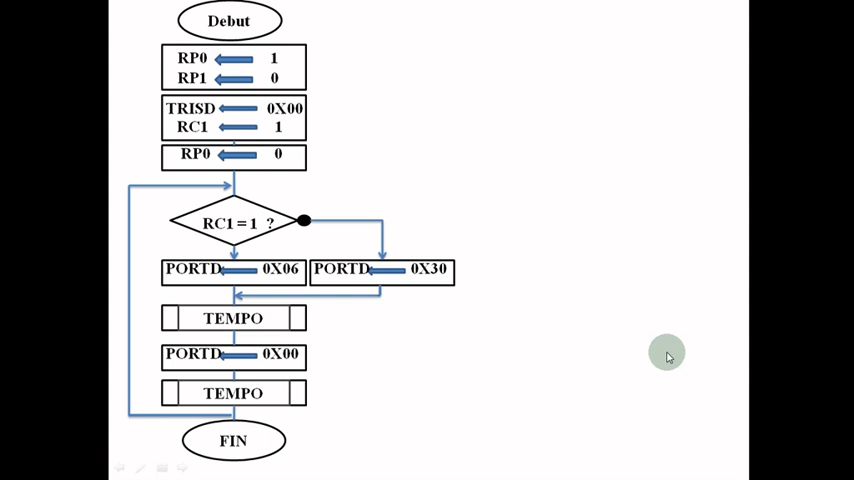 Debut
RP0 1
RP1 0
TRISD 0X00
RC1 1
RP0 0
RC1 = 1 ?
PORTD 0X06
PORTD 0X30
TEMPO
PORTD 0X00
TEMPO
FIN